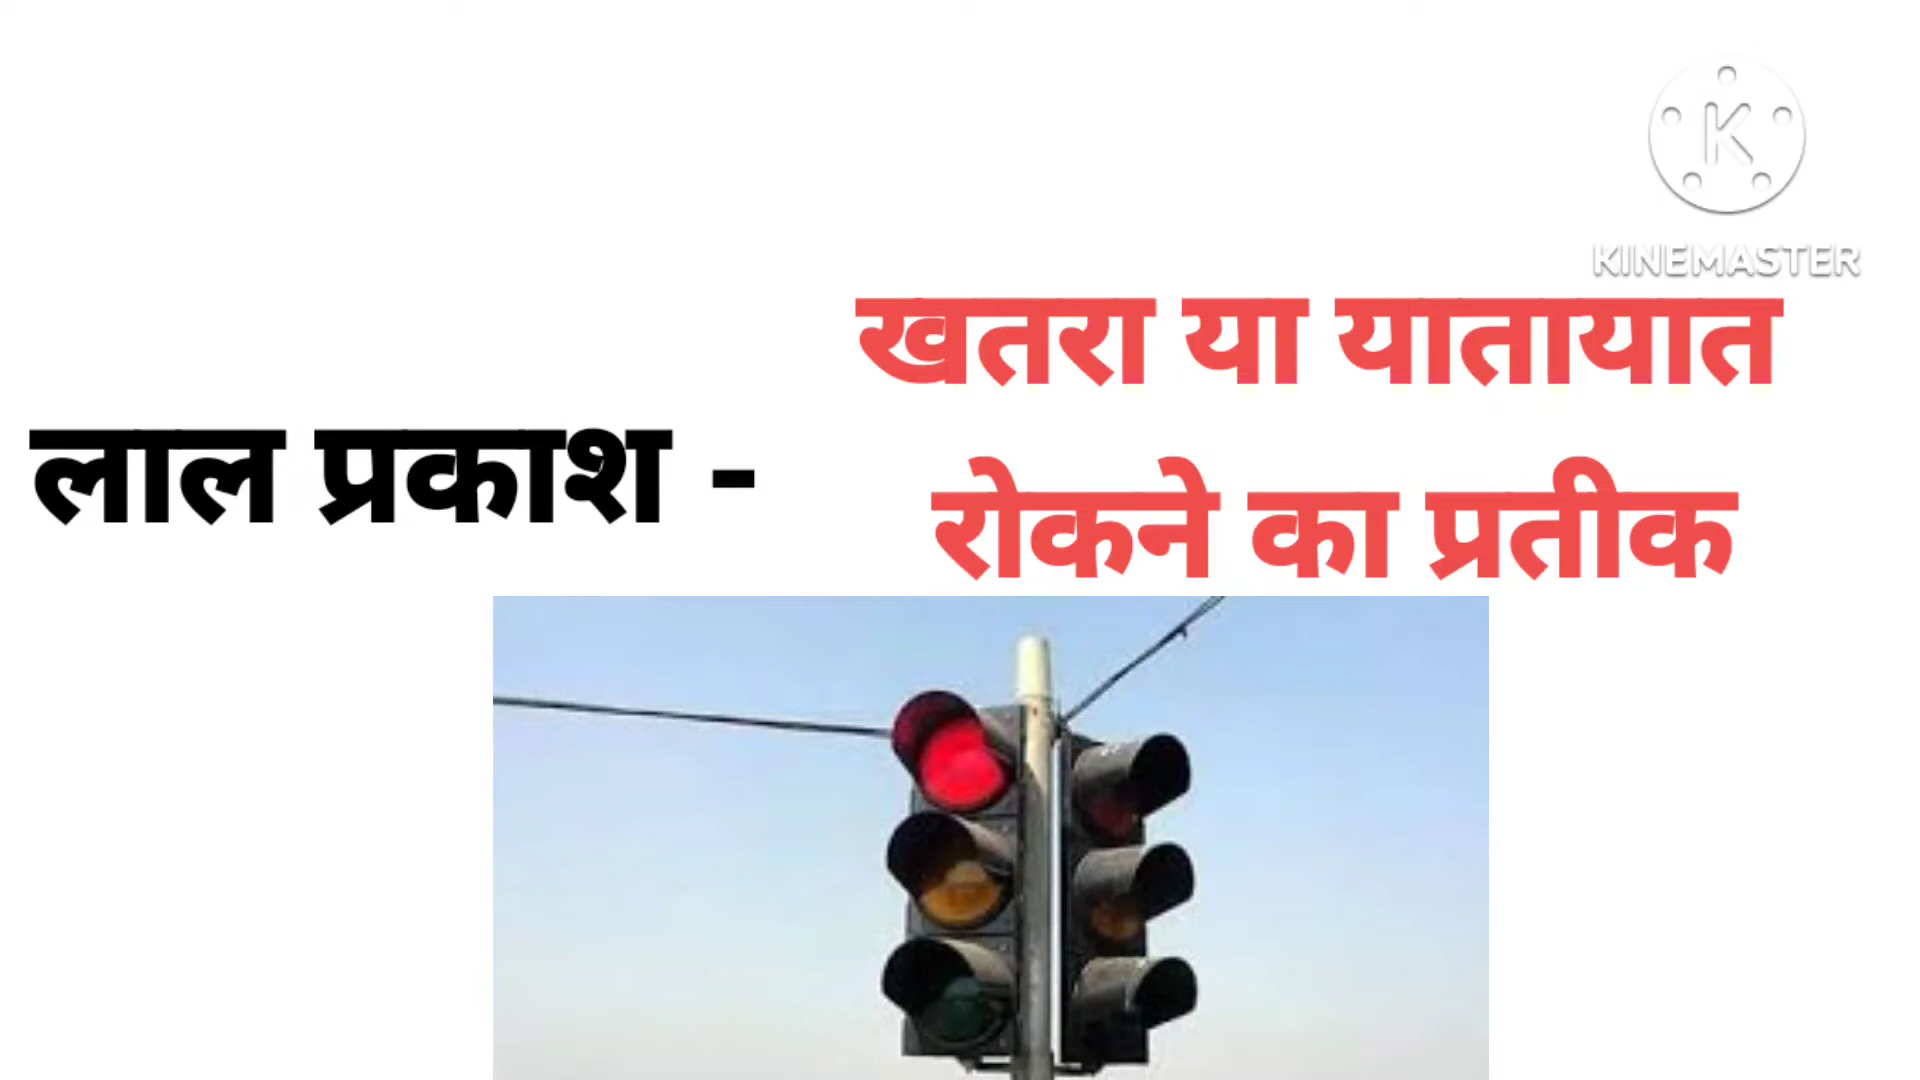 K
KINEMASTER
खतरा या यातायात
लाल प्रकाश -
रोकने का प्रतीक